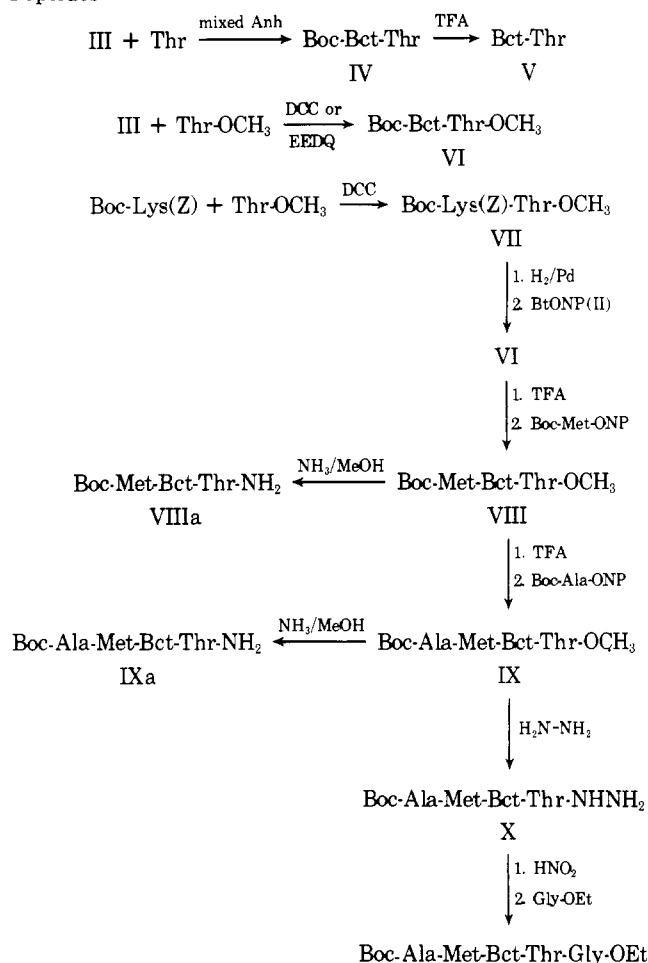 Peptides
mixed Anh TFA
III + Thr → Boc-Bct-Thr → Bct-Thr
IV V
DCC or
III + Thr-OCH₃ → Boc-Bct-Thr-OCH₃
EEDQ VI
DCC
Boc-Lys(Z) + Thr-OCH₃ → Boc-Lys(Z)-Thr-OCH₃
VII
1. H₂/Pd
2. BtONP(II)
VI
1. TFA
2. Boc-Met-ONP
NH₃/MeOH
Boc-Met-Bct-Thr-NH₂ ← Boc-Met-Bct-Thr-OCH₃
VIIIa VIII
1. TFA
2. Boc-Ala-ONP
NH₃/MeOH
Boc-Ala-Met-Bct-Thr-NH₂ ← Boc-Ala-Met-Bct-Thr-OCH₃
IXa IX
H₂N-NH₂
Boc-Ala-Met-Bct-Thr-NHNH₂
X
1. HNO₂
2. Gly-OEt
Boc-Ala-Met-Bct-Thr-Gly-OEt